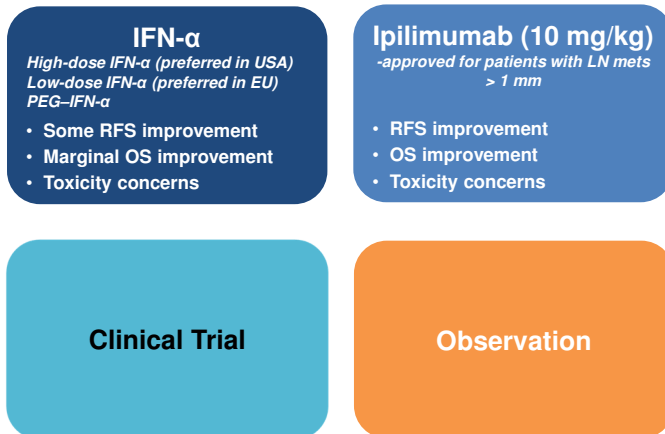 IFN-α
High-dose IFN-α (preferred in USA)
Low-dose IFN-α (preferred in EU)
PEG–IFN-α
• Some RFS improvement
• Marginal OS improvement
• Toxicity concerns
Ipilimumab (10 mg/kg)
-approved for patients with LN mets
> 1 mm
• RFS improvement
• OS improvement
• Toxicity concerns
Clinical Trial
Observation